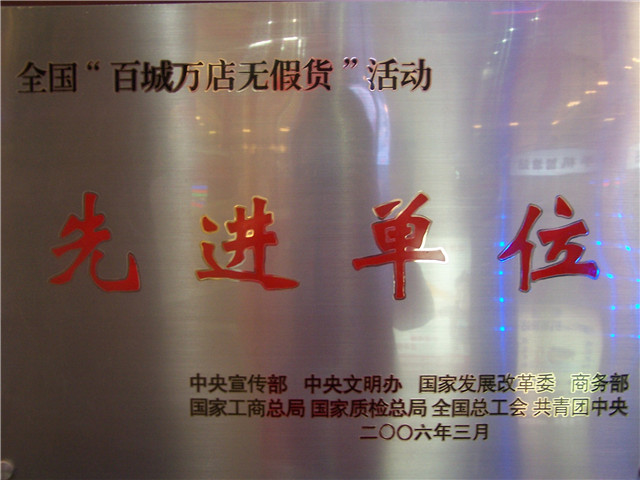 全国“百城万店无假货”活动
先进单位
中央宣传部 中央文明办 国家发展改革委 商务部
国家工商总局 国家质检总局 全国总工会 共青团中央
二〇〇六年三月